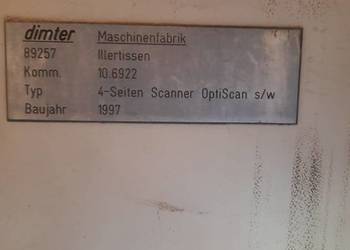 dimter Maschinenfabrik
89257 Illertissen
Komm. 10.6922
Typ 4-Seiten Scanner OptiScan s/w
Baujahr 1997